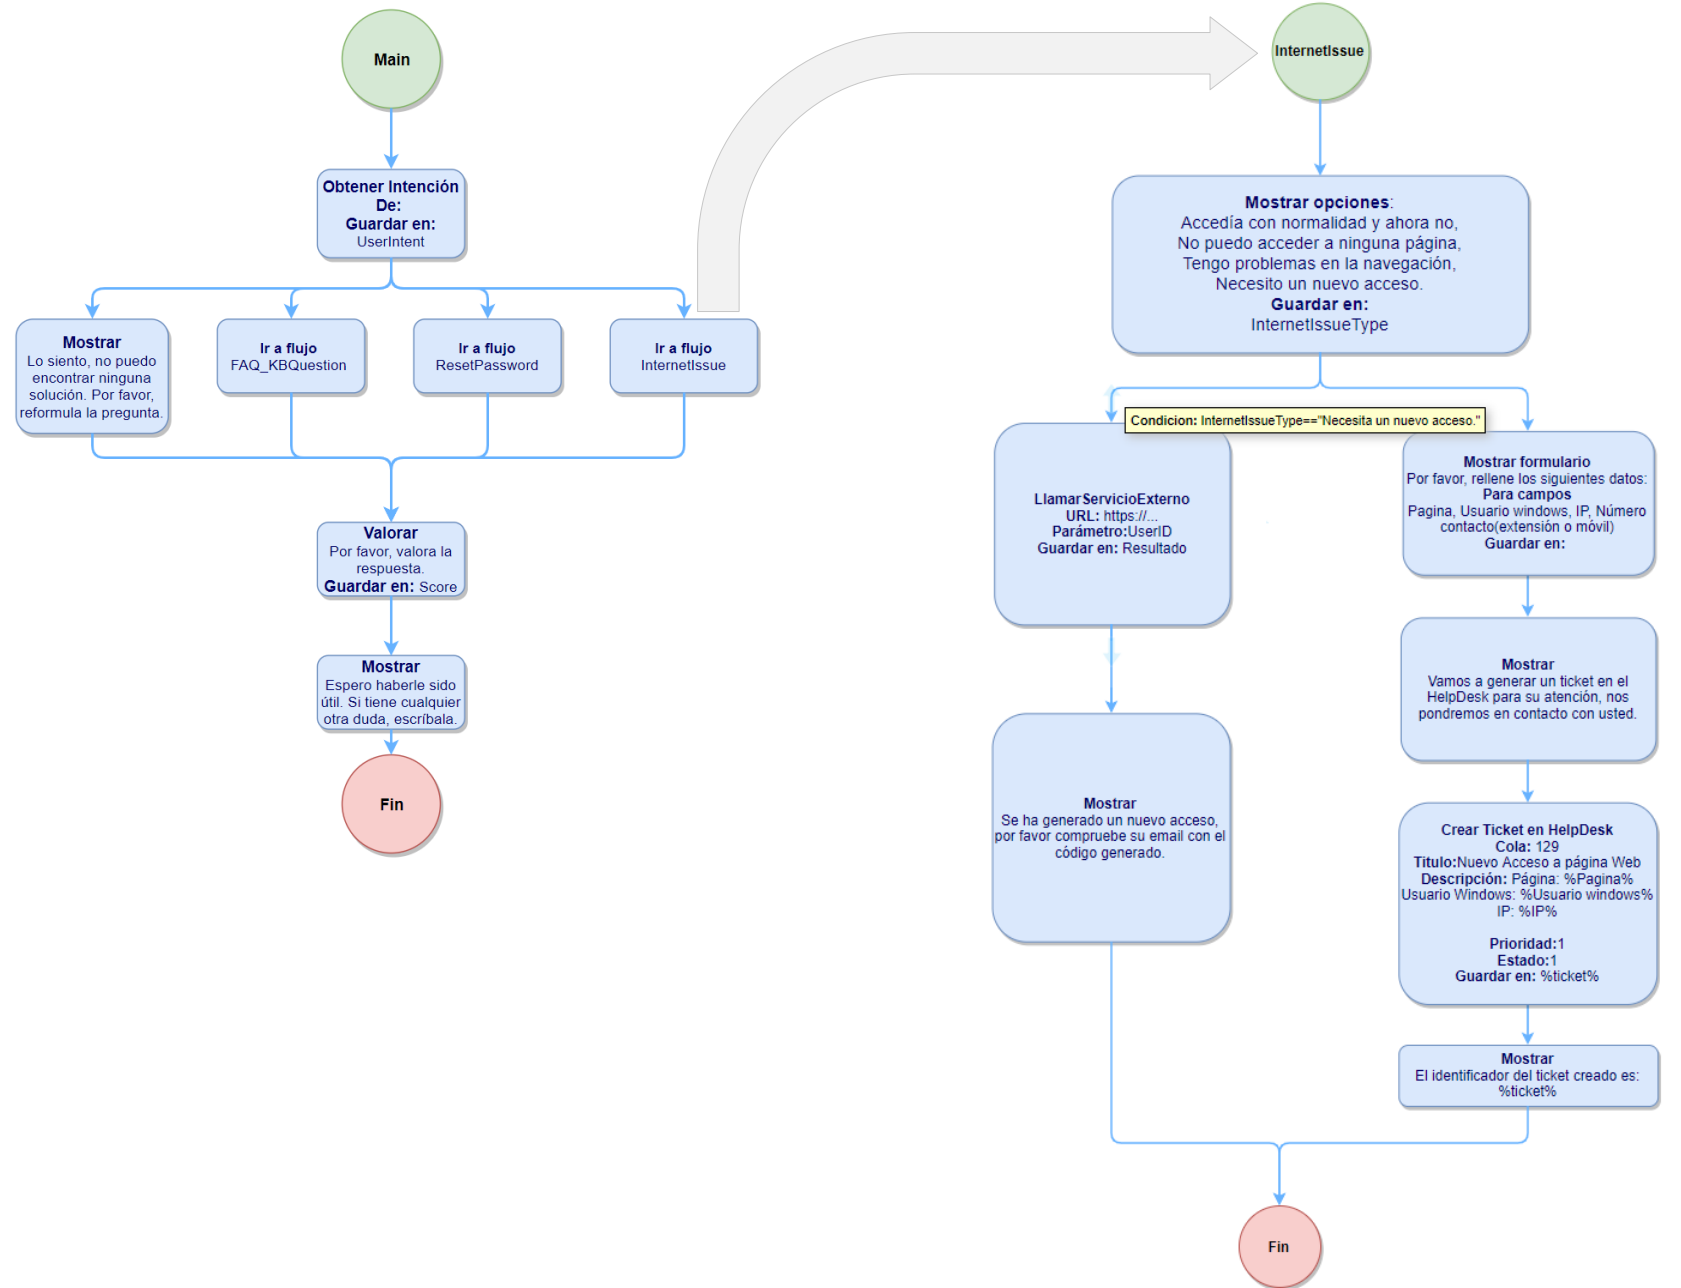 Main
Obtener Intención
De:
Guardar en:
UserIntent
Mostrar
Lo siento, no puedo
encontrar ninguna
solución. Por favor,
reformula la pregunta.
Ir a flujo
FAQ_KBQuestion
Ir a flujo
ResetPassword
Ir a flujo
InternetIssue
Valorar
Por favor, valora la
respuesta.
Guardar en: Score
Mostrar
Espero haberle sido
útil. Si tiene cualquier
otra duda, escríbala.
Fin
InternetIssue
Mostrar opciones:
Accedía con normalidad y ahora no,
No puedo acceder a ninguna página,
Tengo problemas en la navegación,
Necesito un nuevo acceso.
Guardar en:
InternetIssueType
Condicion: InternetIssueType=="Necesita un nuevo acceso."
LlamarServicioExterno
URL: https://...
Parámetro:UserID
Guardar en: Resultado
Mostrar
Se ha generado un nuevo acceso,
por favor compruebe su email con el
código generado.
Mostrar formulario
Por favor, rellene los siguientes datos:
Para campos
Pagina, Usuario windows, IP, Número
contacto(extensión o móvil)
Guardar en:
Mostrar
Vamos a generar un ticket en el
HelpDesk para su atención, nos
pondremos en contacto con usted.
Crear Ticket en HelpDesk
Cola: 129
Titulo:Nuevo Acceso a página Web
Descripción: Página: %Pagina%
Usuario Windows: %Usuario windows%
IP: %IP%
Prioridad:1
Estado:1
Guardar en: %ticket%
Mostrar
El identificador del ticket creado es:
%ticket%
Fin